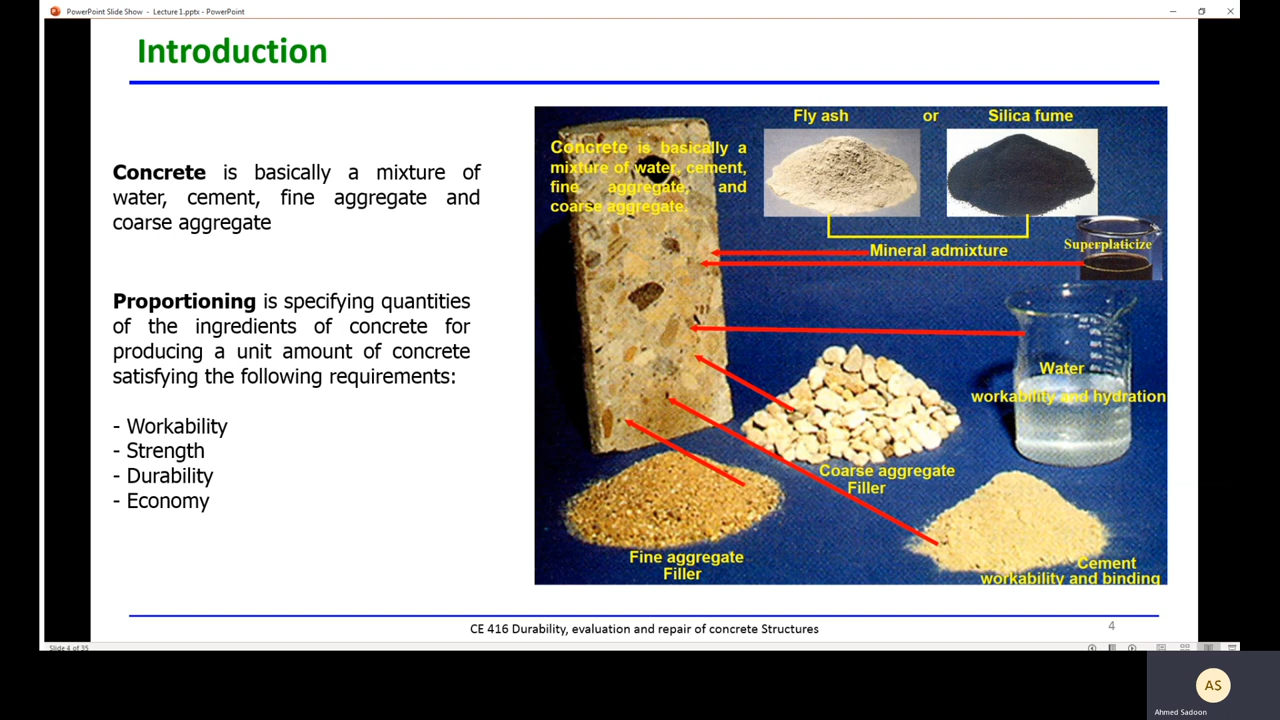 PowerPoint Slide Show - Lecture 1.pptx - PowerPoint
Introduction
Concrete is basically a mixture of
water, cement, fine aggregate and
coarse aggregate
Proportioning is specifying quantities
of the ingredients of concrete for
producing a unit amount of concrete
satisfying the following requirements:
- Workability
- Strength
- Durability
- Economy
Fly ash or Silica fume
Concrete is basically a
mixture of water, cement,
fine aggregate, and
coarse aggregate.
Superplaticize
Mineral admixture
Water
workability and hydration
Coarse aggregate
Filler
Fine aggregate
Filler
Cement
workability and binding
CE 416 Durability, evaluation and repair of concrete Structures
4
Slide 4 of 35
AS
Ahmed Sadoon